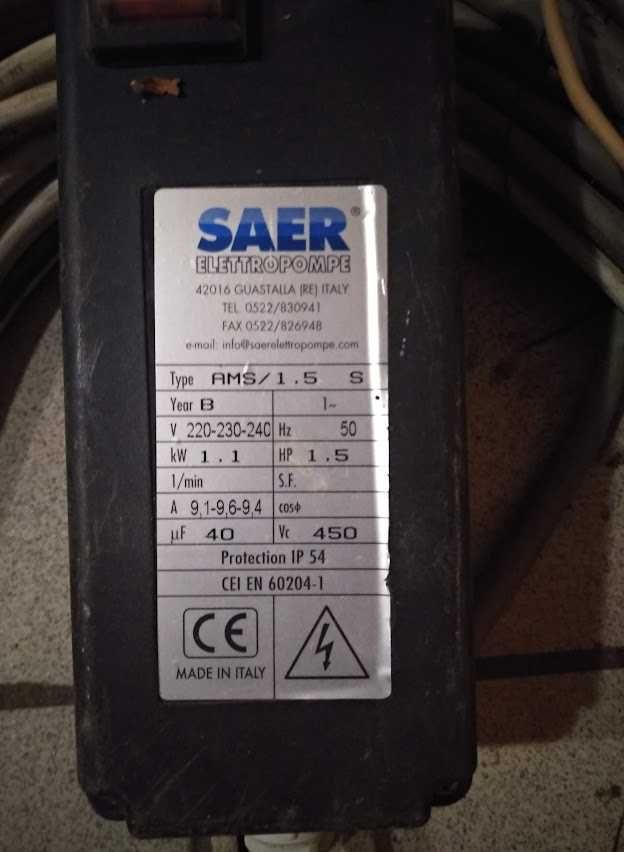 SAER®
ELETTROPOMPE
42016 GUASTALLA (RE) ITALY
TEL. 0522/830941
FAX 0522/826948
e-mail: info@saerelettropompe.com
Type AMS/1.5 S
Year B 1~
V 220-230-240 Hz 50
kW 1.1 HP 1.5
1/min S.F.
A 9,1-9,6-9,4 cosϕ
µF 40 Vc 450
Protection IP 54
CEI EN 60204-1
CE
MADE IN ITALY